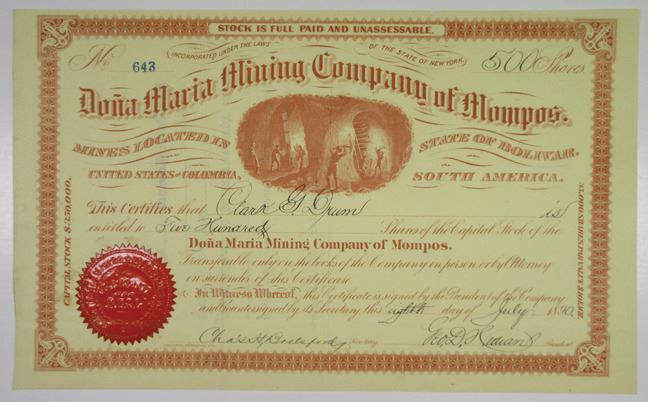 STOCK IS FULL PAID AND UNASSESSABLE.
INCORPORATED UNDER THE LAWS OF THE STATE OF NEW YORK.
No. 643 500 Shares
Doña Maria Mining Company of Mompos.
MINES LOCATED IN STATE OF BOLIVAR.
UNITED STATES OF COLOMBIA, SOUTH AMERICA.
This Certifies that Clark G. Drum is
entitled to Five Hundred Shares of the Capital Stock of the
Doña Maria Mining Company of Mompos.
Transferable only on the books of the Company in person or by Attorney
on surrender of this Certificate.
In Witness Whereof, this Certificate is signed by the President of the Company
and countersigned by its Secretary this eighth day of July 1890.
Secretary. Geo. D. President.
CAPITAL STOCK $350,000.
35,000 SHARES